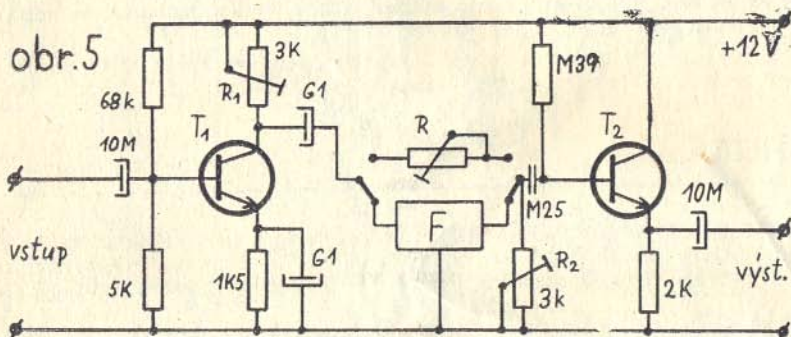 obr.5
3K
R1
G1
68k
T1
10M
R
F
M25
M39
+12V
T2
10M
vstup
5K
1K5
G1
R2
3k
2K
výst.